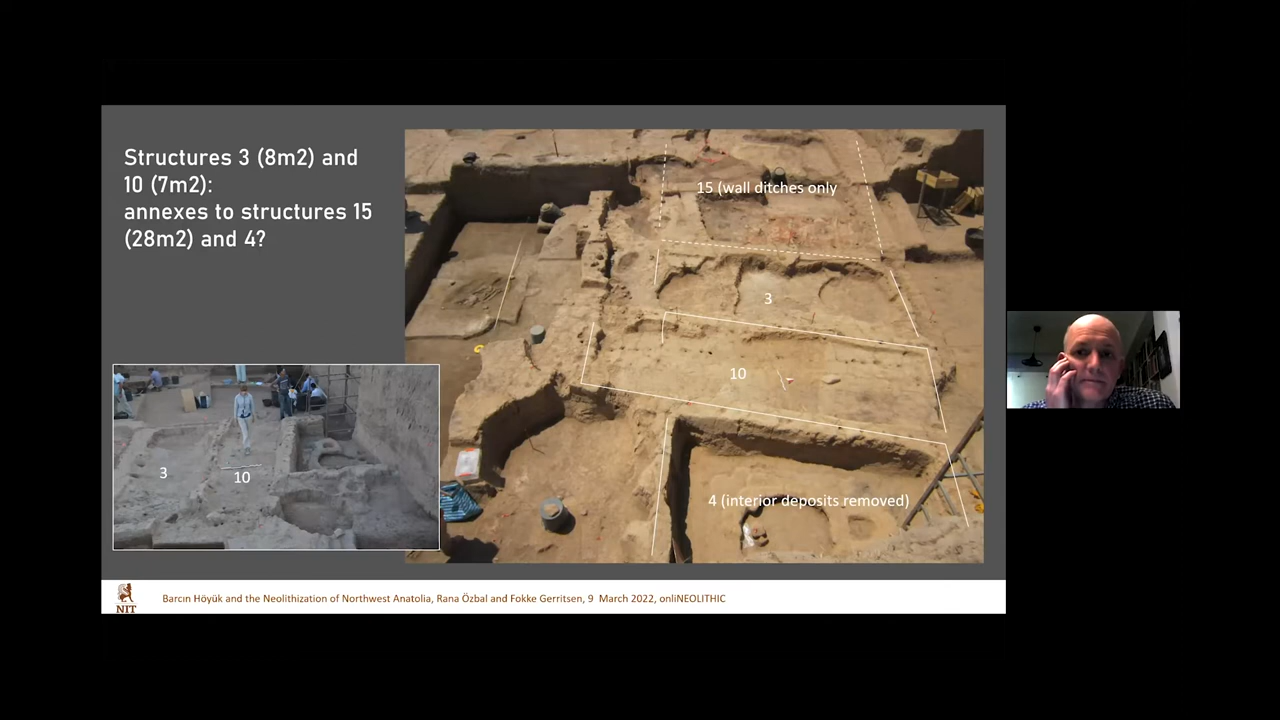 Structures 3 (8m2) and
10 (7m2):
annexes to structures 15
(28m2) and 4?
15 (wall ditches only
3
10
4 (interior deposits removed)
3
10
NIT
Barcın Höyük and the Neolithization of Northwest Anatolia, Rana Özbal and Fokke Gerritsen, 9 March 2022, onliNEOLITHIC